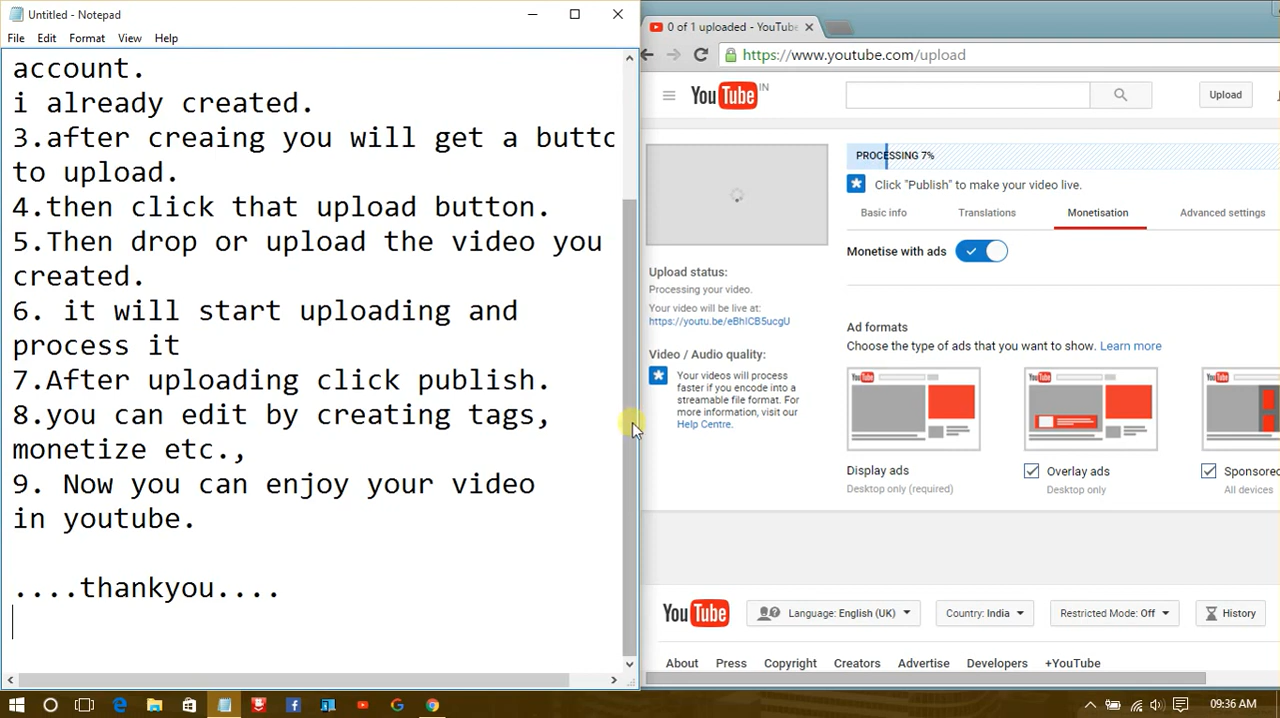 Untitled - Notepad
File Edit Format View Help
account.
i already created.
3.after creaing you will get a
to upload.
4.then click that upload button.
5.Then drop or upload the video you
created.
6. it will start uploading and
process it
7.After uploading click publish.
8.you can edit by creating tags,
monetize etc.,
9. Now you can enjoy your video
in youtube.
....thankyou....
0 of 1 uploaded - YouTube
https://www.youtube.com/upload
YouTube IN
Upload
PROCESSING 7%
Click "Publish" to make your video live.
Basic info Translations Monetisation Advanced settings
Monetise with ads
Upload status:
Processing your video.
Your video will be live at:
https://youtu.be/eBhICB5ucgU
Video / Audio quality:
Your videos will process
faster if you encode into a
streamable file format. For
more information, visit our
Help Centre.
Ad formats
Choose the type of ads that you want to show. Learn more
YouTube YouTube YouTube
Display ads
Desktop only (required)
Overlay ads
Desktop only
All devices
YouTube
Language: English (UK) Country: India Restricted Mode: Off History
About Press Copyright Creators Advertise Developers +YouTube
09:36 AM